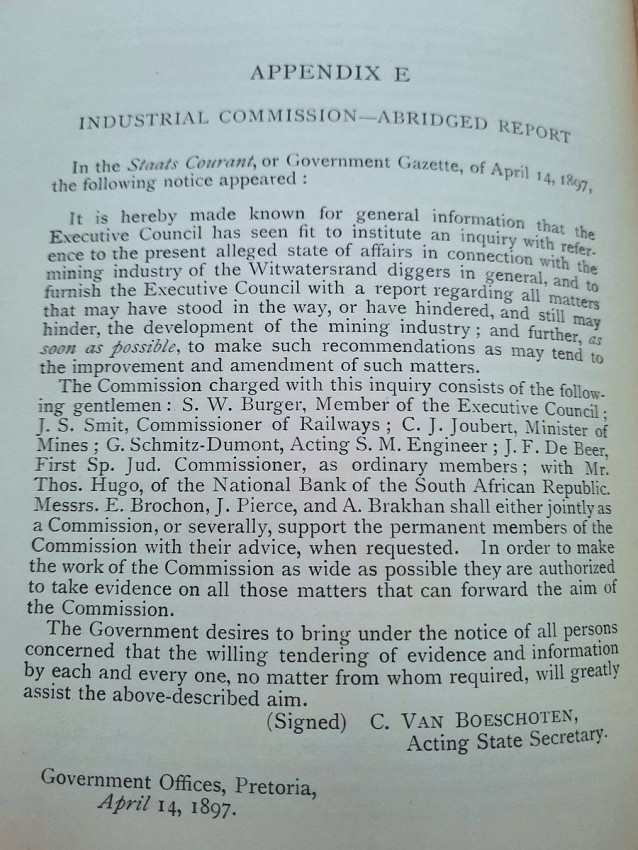 APPENDIX E
INDUSTRIAL COMMISSION—ABRIDGED REPORT
In the Staats Courant, or Government Gazette, of April 14, 1897,
the following notice appeared :
It is hereby made known for general information that the
Executive Council has seen fit to institute an inquiry with refer-
ence to the present alleged state of affairs in connection with the
mining industry of the Witwatersrand diggers in general, and to
furnish the Executive Council with a report regarding all matters
that may have stood in the way, or have hindered, and still may
hinder, the development of the mining industry ; and further, as
soon as possible, to make such recommendations as may tend to
the improvement and amendment of such matters.
The Commission charged with this inquiry consists of the follow-
ing gentlemen : S. W. Burger, Member of the Executive Council ;
J. S. Smit, Commissioner of Railways ; C. J. Joubert, Minister of
Mines ; G. Schmitz-Dumont, Acting S. M. Engineer ; J. F. De Beer,
First Sp. Jud. Commissioner, as ordinary members ; with Mr.
Thos. Hugo, of the National Bank of the South African Republic.
Messrs. E. Brochon, J. Pierce, and A. Brakhan shall either jointly as
a Commission, or severally, support the permanent members of the
Commission with their advice, when requested. In order to make
the work of the Commission as wide as possible they are authorized
to take evidence on all those matters that can forward the aim of
the Commission.
The Government desires to bring under the notice of all persons
concerned that the willing tendering of evidence and information
by each and every one, no matter from whom required, will greatly
assist the above-described aim.
(Signed) C. VAN BOESCHOTEN,
Acting State Secretary.
Government Offices, Pretoria,
April 14, 1897.